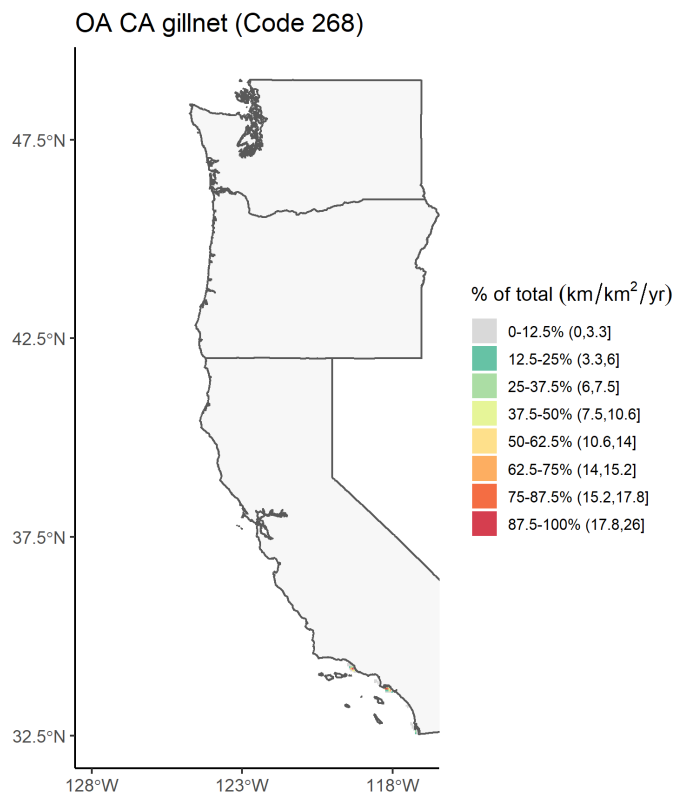 OA CA gillnet (Code 268)
47.5°N
42.5°N
37.5°N
32.5°N
128°W
123°W
118°W
% of total (km/km²/yr)
0-12.5% (0,3.3]
12.5-25% (3.3,6]
25-37.5% (6,7.5]
37.5-50% (7.5,10.6]
50-62.5% (10.6,14]
62.5-75% (14,15.2]
75-87.5% (15.2,17.8]
87.5-100% (17.8,26]